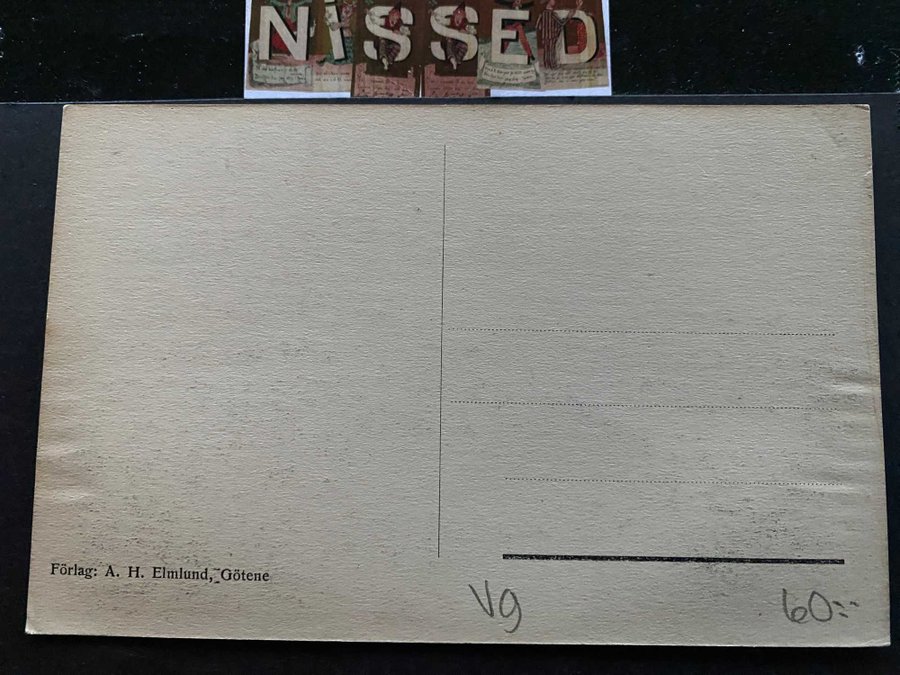 NISSED
Förlag: A. H. Elmlund, Götene
Vg
60:-